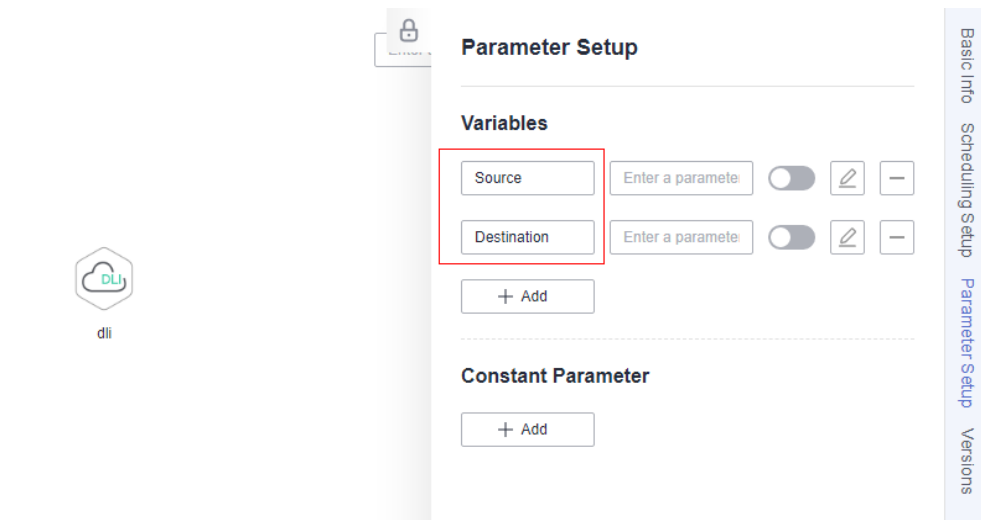 Parameter Setup
Variables
Source
Enter a paramete
Destination
Enter a paramete
+ Add
Constant Parameter
+ Add
DLI
dli
Basic Info
Scheduling Setup
Parameter Setup
Versions